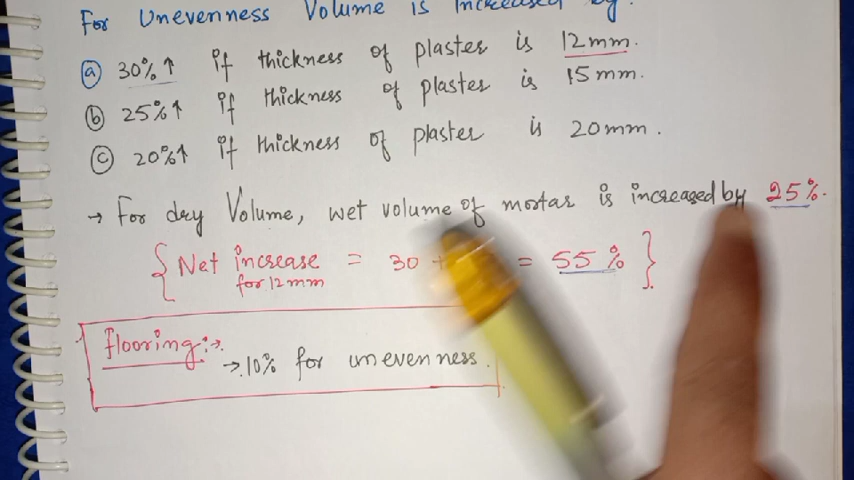 For Unevenness Volume is Increased by:
(a) 30%↑ if thickness of plaster is 12mm.
(b) 25%↑ if thickness of plaster is 15mm.
(c) 20%↑ if thickness of plaster is 20mm.
→ For dry Volume, wet volume of mortar is increased by 25%.
{Net increase = 30 + = 55%}
for 12mm
flooring:→
→ 10% for unevenness.